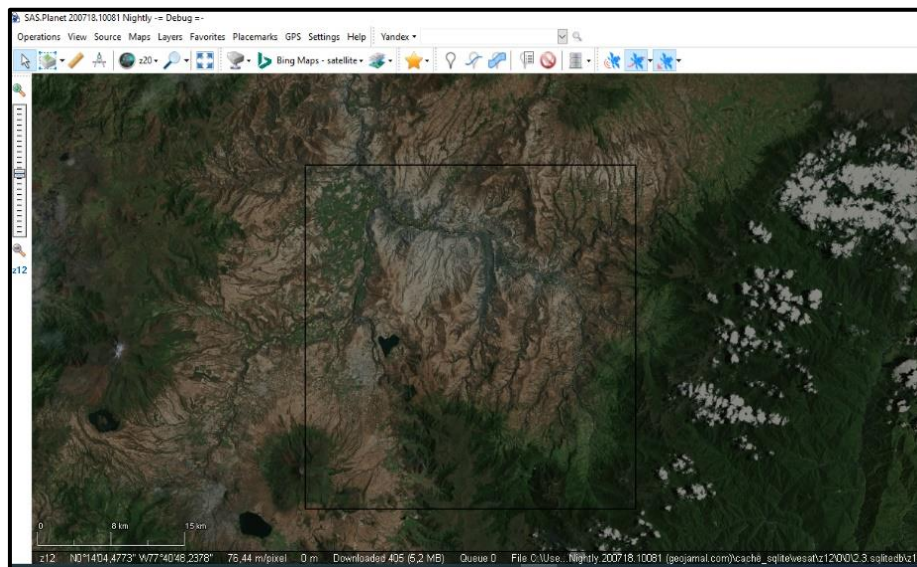 SAS.Planet 200718.10081 Nightly -= Debug =-
Operations View Source Maps Layers Favorites Placemarks GPS Settings Help Yandex
z20 Bing Maps - satellite
z12
0 8 km 15 km
z12 N0°14'04,4773" W77°40'48,2378" 76,44 m/pixel 0 m Downloaded 405 (5,2 MB) Queue 0 File C:\Use...Nightly.200718.10081 (geojamal.com)\cache_sqlite\vesat\z12\0\0\2.3.sqlitedb\z1